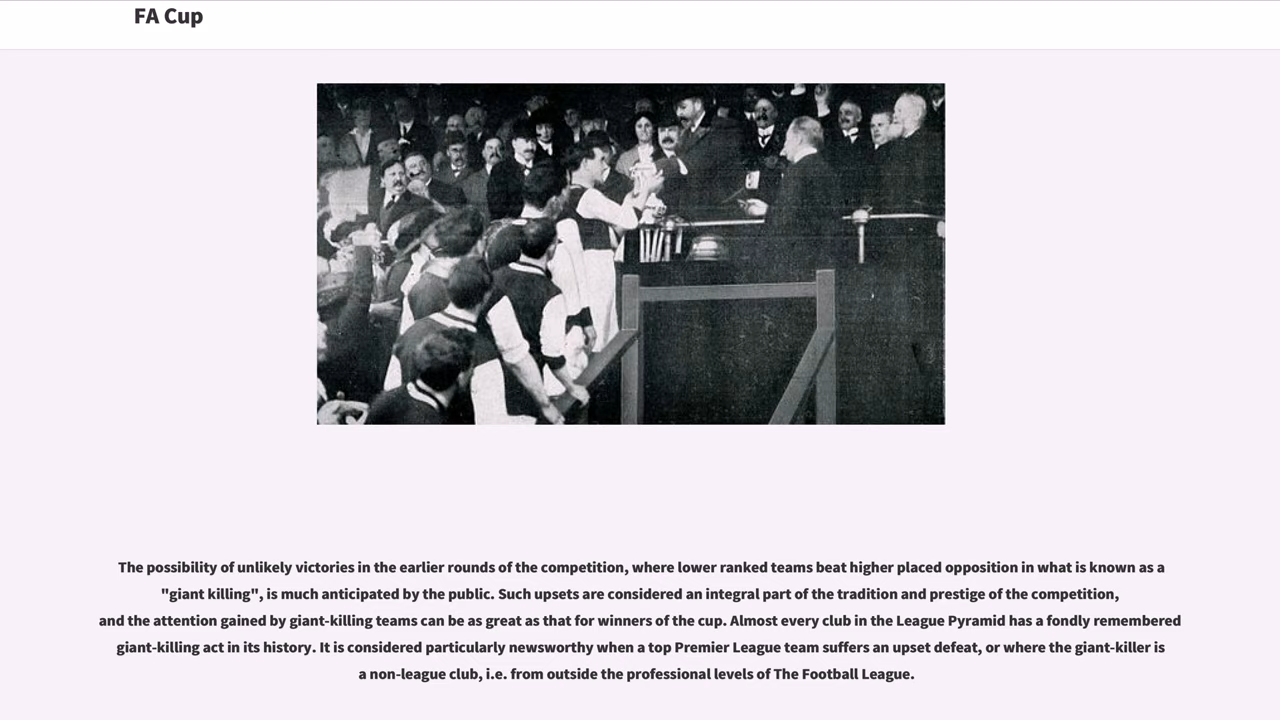 FA Cup
The possibility of unlikely victories in the earlier rounds of the competition, where lower ranked teams beat higher placed opposition in what is known as a
"giant killing", is much anticipated by the public. Such upsets are considered an integral part of the tradition and prestige of the competition,
and the attention gained by giant-killing teams can be as great as that for winners of the cup. Almost every club in the League Pyramid has a fondly remembered
giant-killing act in its history. It is considered particularly newsworthy when a top Premier League team suffers an upset defeat, or where the giant-killer is
a non-league club, i.e. from outside the professional levels of The Football League.